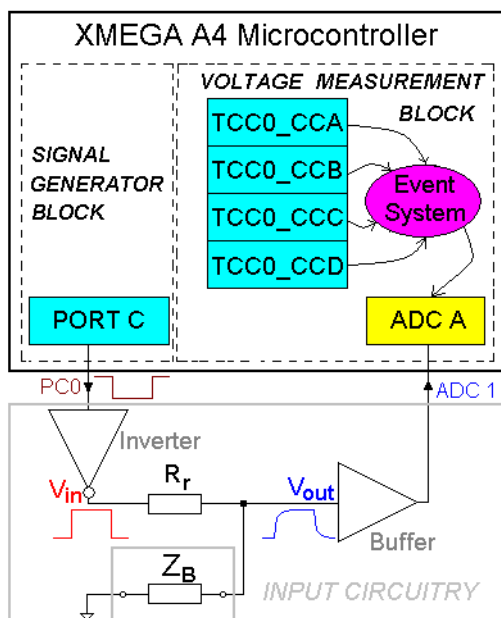 XMEGA A4 Microcontroller
VOLTAGE MEASUREMENT
BLOCK
SIGNAL
GENERATOR
BLOCK
TCC0_CCA
TCC0_CCB
TCC0_CCC
TCC0_CCD
Event
System
PORT C
ADC A
PC0
ADC 1
Inverter
Vin
Rr
Vout
Buffer
ZB
INPUT CIRCUITRY